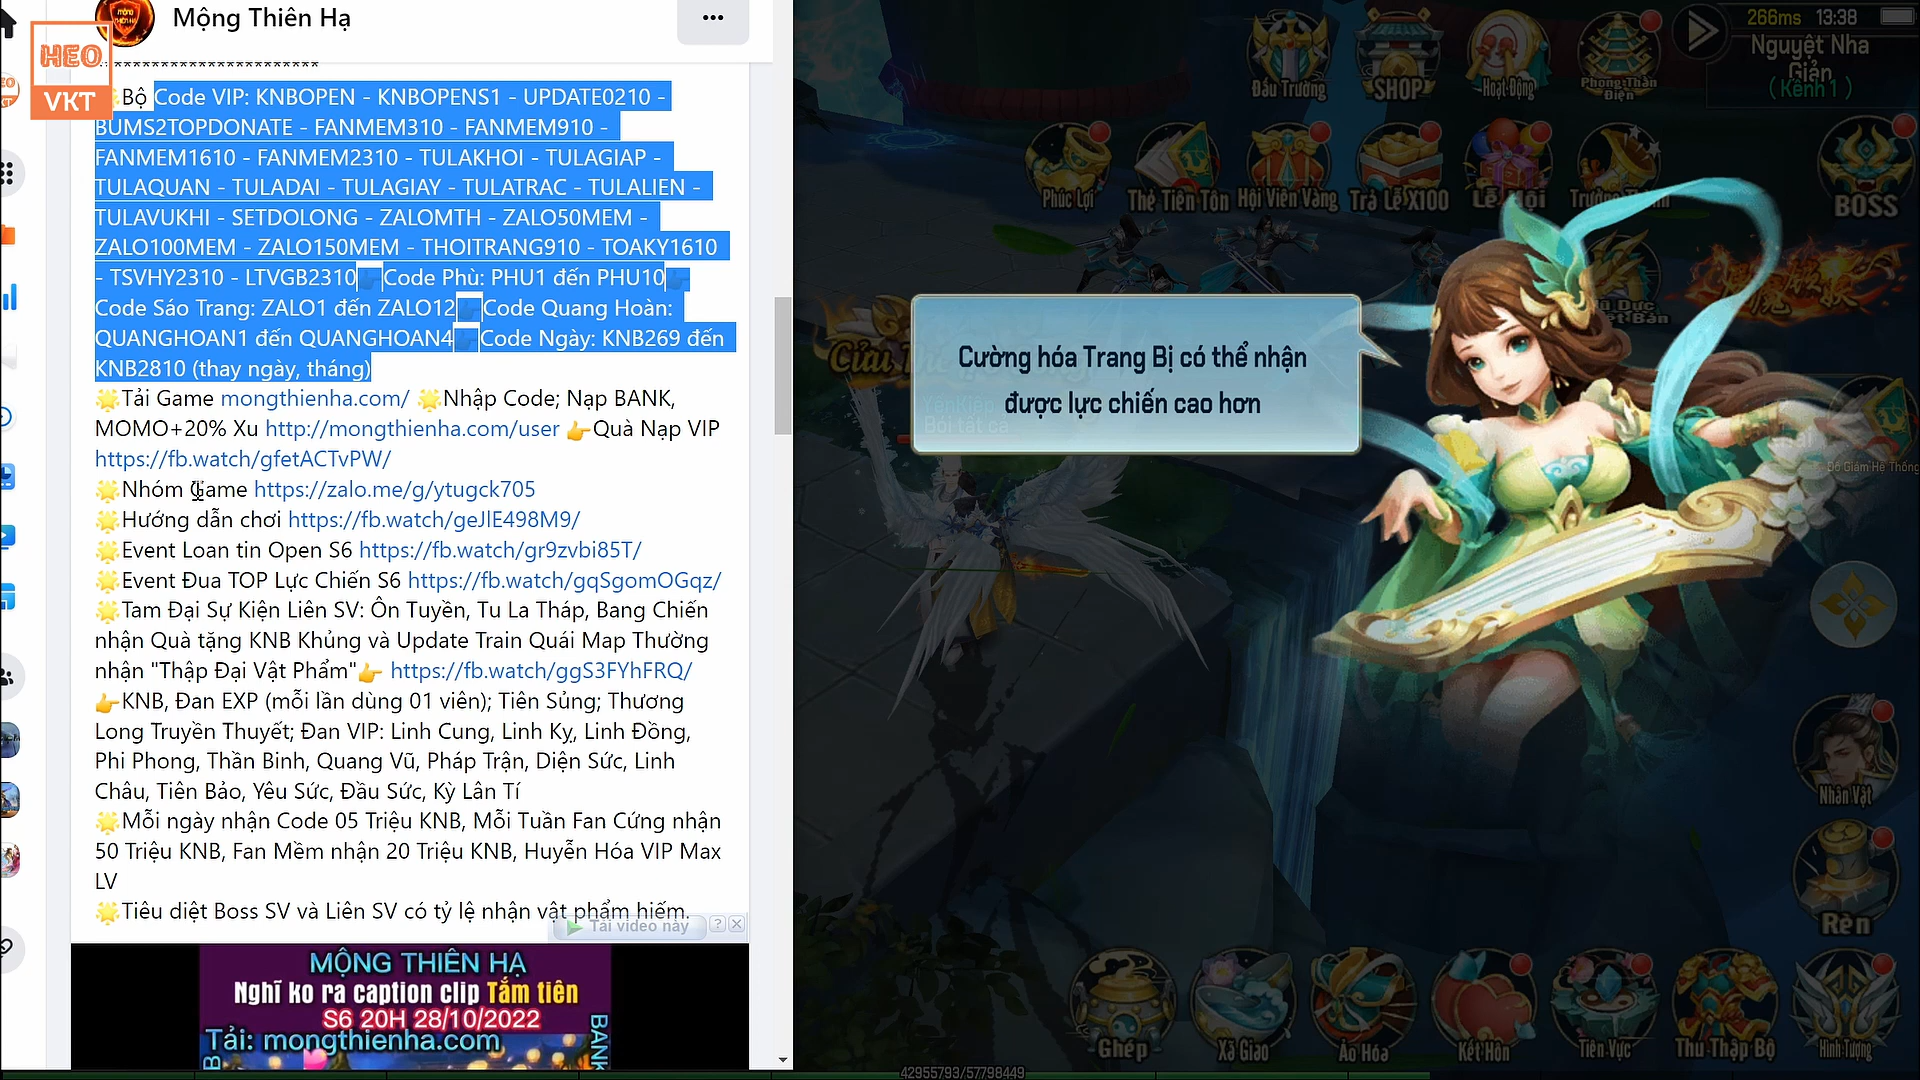 Mộng Thiên Hạ
HEO
VKT
Bộ Code VIP: KNBOPEN - KNBOPENS1 - UPDATE0210 -
BUMS2TOPDONATE - FANMEM310 - FANMEM910 -
FANMEM1610 - FANMEM2310 - TULAKHOI - TULAGIAP -
TULAQUAN - TULADAI - TULAGIAY - TULATRAC - TULALIEN -
TULAVUKHI - SETDOLONG - ZALOMTH - ZALO50MEM -
ZALO100MEM - ZALO150MEM - THOITRANG910 - TOAKY1610
- TSVHY2310 - LTVGB2310👉Code Phù: PHU1 đến PHU10👉
Code Sáo Trang: ZALO1 đến ZALO12👉Code Quang Hoàn:
QUANGHOAN1 đến QUANGHOAN4👉Code Ngày: KNB269 đến
KNB2810 (thay ngày, tháng)
🌟Tải Game mongthienha.com/ 🌟Nhập Code; Nạp BANK,
MOMO+20% Xu http://mongthienha.com/user 👉Quà Nạp VIP
https://fb.watch/gfetACTvPW/
🌟Nhóm Game https://zalo.me/g/ytugck705
🌟Hướng dẫn chơi https://fb.watch/geJlE498M9/
🌟Event Loan tin Open S6 https://fb.watch/gr9zvbi85T/
🌟Event Đua TOP Lực Chiến S6 https://fb.watch/gqSgomOGqz/
🌟Tam Đại Sự Kiện Liên SV: Ôn Tuyền, Tu La Tháp, Bang Chiến
nhận Quà tặng KNB Khủng và Update Train Quái Map Thường
nhận "Thập Đại Vật Phẩm"👉 https://fb.watch/ggS3FYhFRQ/
👉KNB, Đan EXP (mỗi lần dùng 01 viên); Tiên Sủng; Thương
Long Truyền Thuyết; Đan VIP: Linh Cung, Linh Kỵ, Linh Đồng,
Phi Phong, Thần Binh, Quang Vũ, Pháp Trận, Diện Sức, Linh
Châu, Tiên Bảo, Yêu Sức, Đầu Sức, Kỳ Lân Tí
🌟Mỗi ngày nhận Code 05 Triệu KNB, Mỗi Tuần Fan Cứng nhận
50 Triệu KNB, Fan Mềm nhận 20 Triệu KNB, Huyễn Hóa VIP Max
LV
🌟Tiêu diệt Boss SV và Liên SV có tỷ lệ nhận vật phẩm hiếm.
Tải video này
MỘNG THIÊN HẠ
Nghĩ ko ra caption clip Tắm tiên
S6 20H 28/10/2022
Tải: mongthienha.com
BANK
266ms 13:38
Nguyệt Nha
Giản
(Kênh 1)
Đấu Trường
SHOP
Hoạt Động
Phong Thần
Điện
Phúc Lợi
Thẻ Tiên Tôn
Hội Viên Vàng
Trả Lễ X100
Lễ Hội
BOSS
Cường hóa Trang Bị có thể nhận
được lực chiến cao hơn
Bỏi tất cả
Nhân Vật
Rèn
Ghép
Xã Giao
Ảo Hóa
Kết Hôn
Tiên Vực
Thu Thập Bộ
Hình Tượng
42955793/57798449